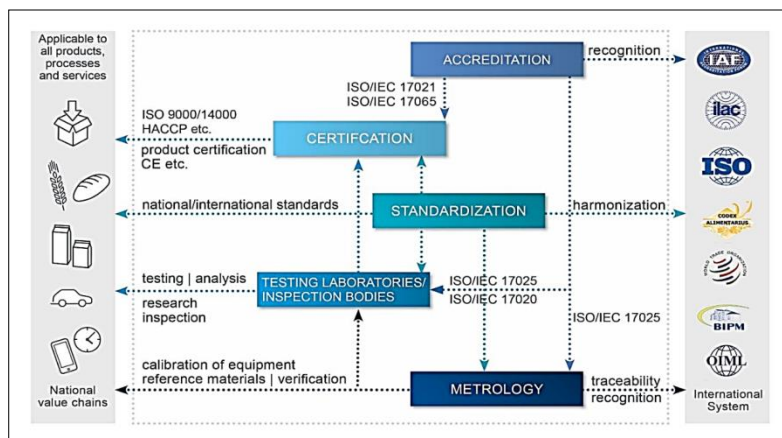 Applicable to
all products,
processes
and services
National
value chains
ACCREDITATION
recognition
ISO/IEC 17021
ISO/IEC 17065
ISO 9000/14000
HACCP etc.
product certification
CE etc.
CERTIFCATION
national/international standards
STANDARDIZATION
harmonization
testing | analysis
research
inspection
TESTING LABORATORIES/
INSPECTION BODIES
ISO/IEC 17025
ISO/IEC 17020
ISO/IEC 17025
calibration of equipment
reference materials | verification
METROLOGY
traceability
recognition
IAF
ilac
ISO
CODEX
ALIMENTARIUS
WORLD TRADE ORGANIZATION
BIPM
OIML
International
System